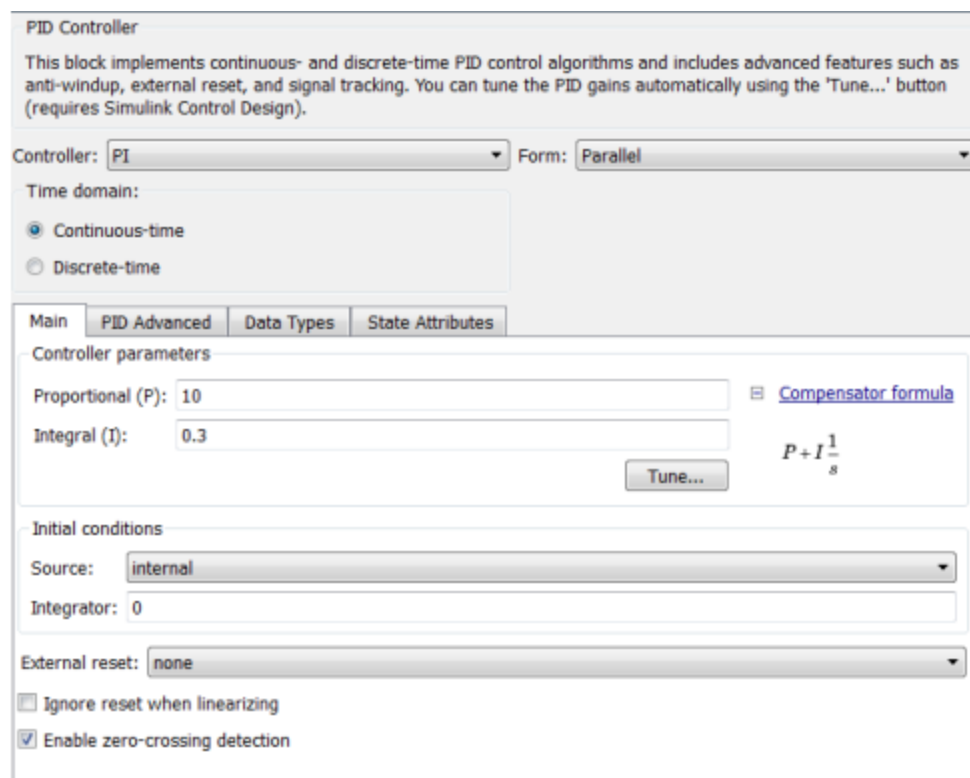 PID Controller
This block implements continuous- and discrete-time PID control algorithms and includes advanced features such as
anti-windup, external reset, and signal tracking. You can tune the PID gains automatically using the 'Tune...' button
(requires Simulink Control Design).
Controller: PI Form: Parallel
Time domain:
Continuous-time
Discrete-time
Main PID Advanced Data Types State Attributes
Controller parameters
Proportional (P): 10 Compensator formula
Integral (I): 0.3
P + I 1/s
Tune...
Initial conditions
Source: internal
Integrator: 0
External reset: none
Ignore reset when linearizing
Enable zero-crossing detection